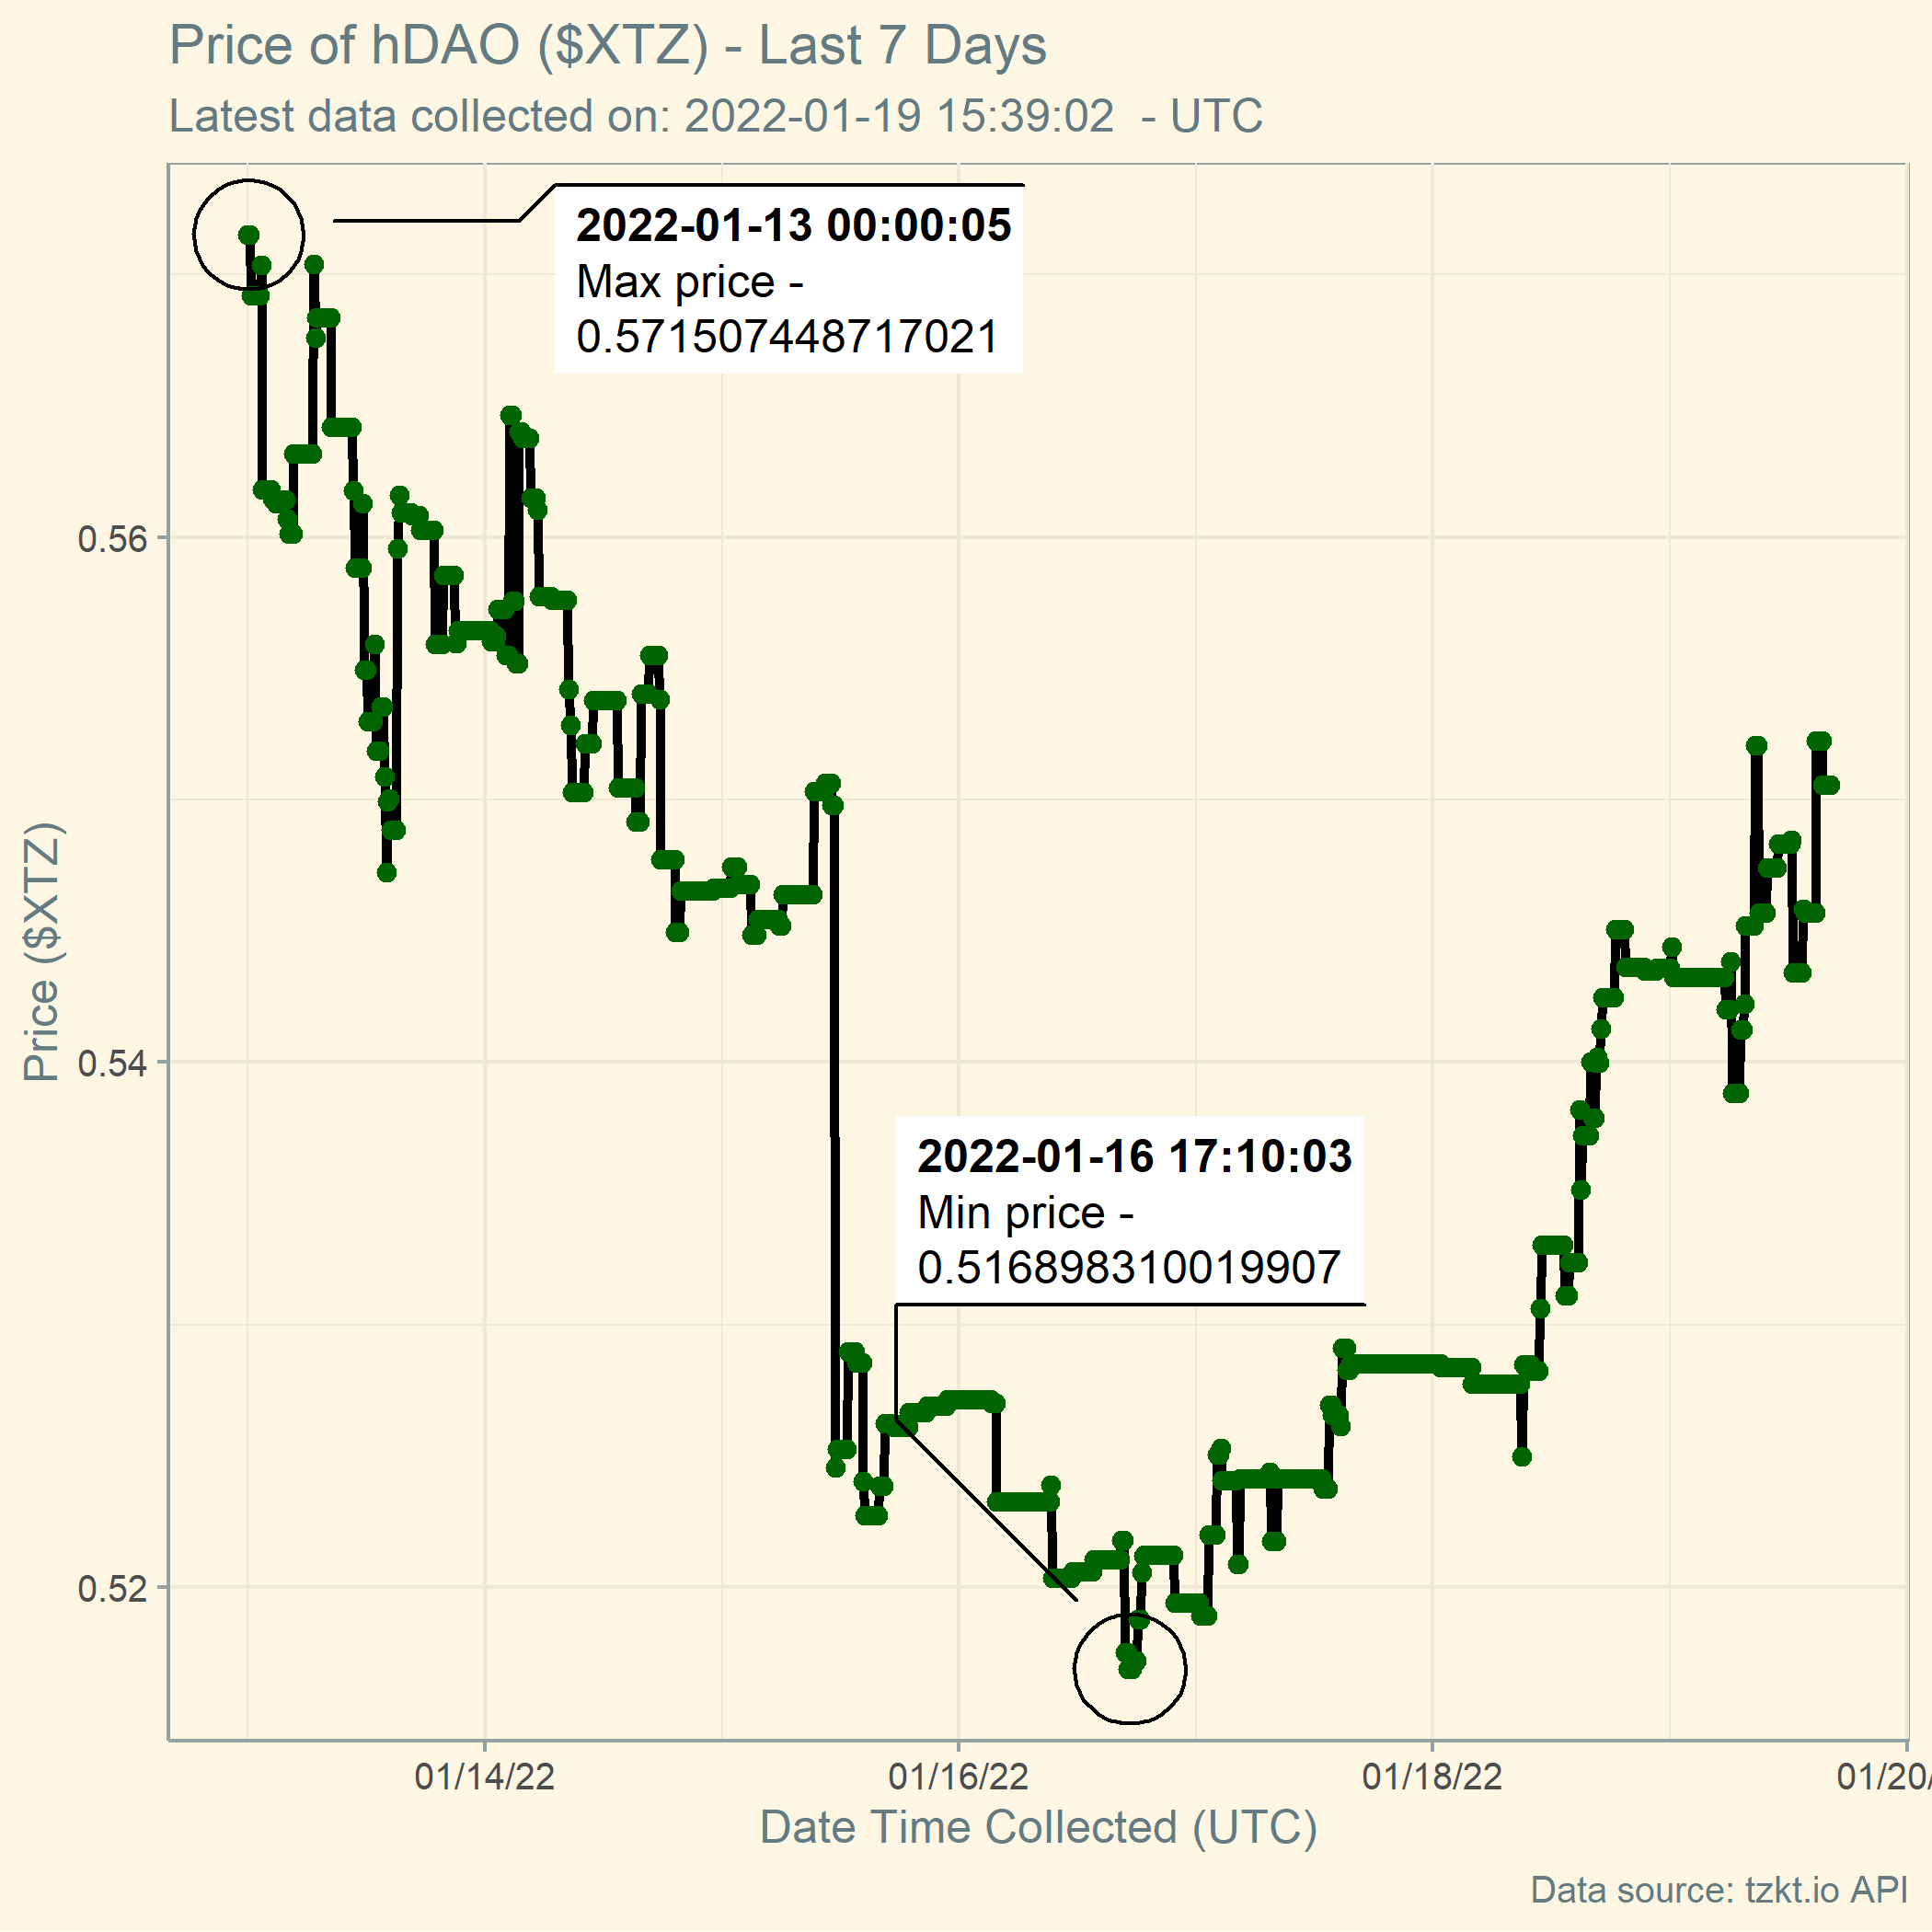 Price of hDAO ($XTZ) - Last 7 Days
Latest data collected on: 2022-01-19 15:39:02  - UTC
2022-01-13 00:00:05
Max price -
0.571507448717021
0.56
0.54
0.52
Price ($XTZ)
2022-01-16 17:10:03
Min price -
0.516898310019907
01/14/22
01/16/22
01/18/22
01/20/
Date Time Collected (UTC)
Data source: tzkt.io API